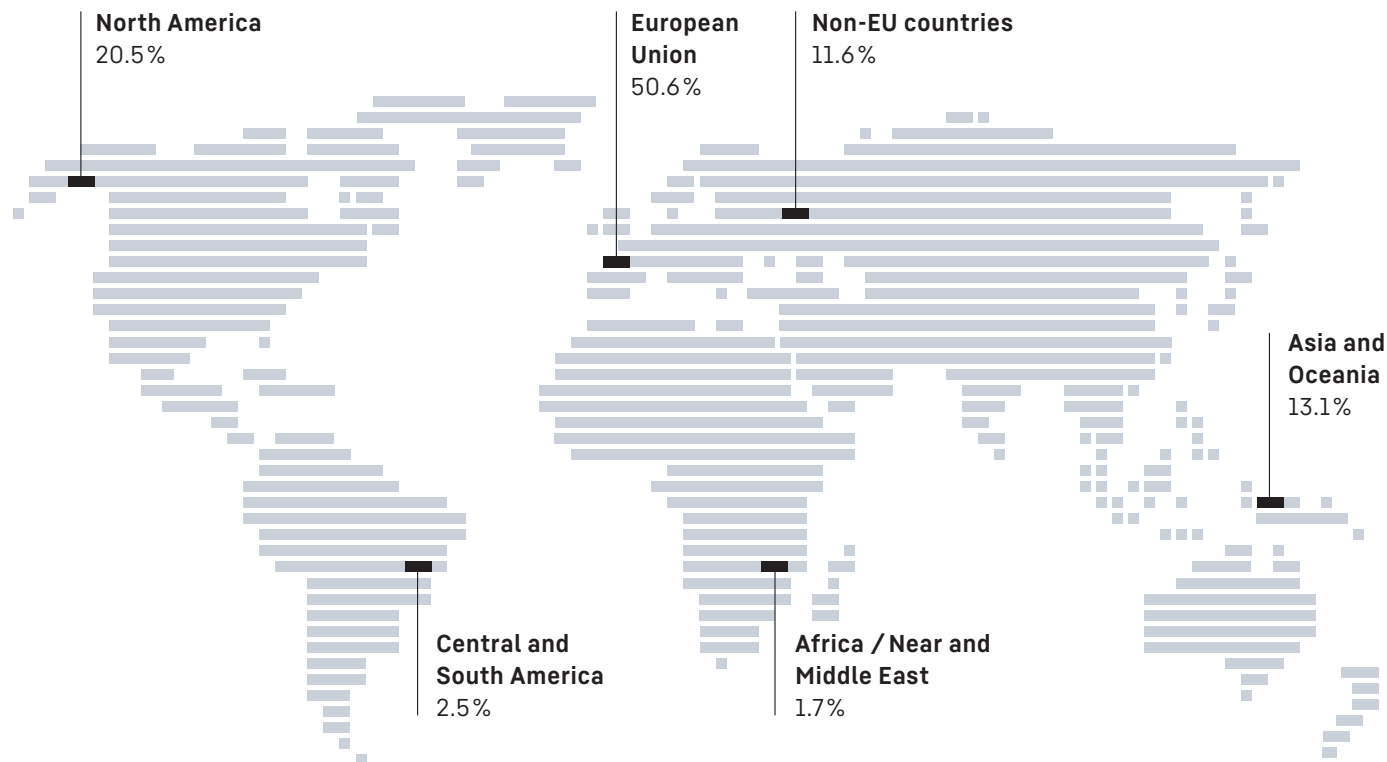 North America
20.5%
European
Union
50.6%
Non-EU countries
11.6%
Asia and
Oceania
13.1%
Central and
South America
2.5%
Africa / Near and
Middle East
1.7%